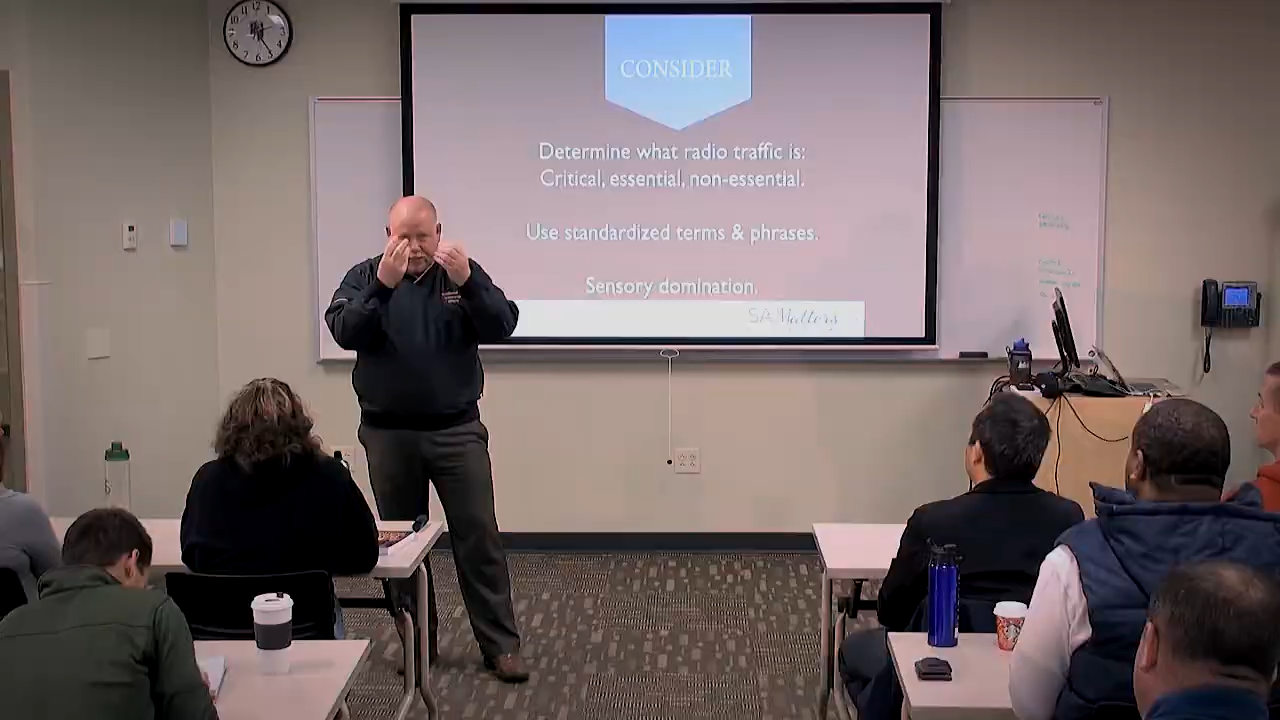 CONSIDER
Determine what radio traffic is:
Critical, essential, non-essential.
Use standardized terms & phrases.
Sensory domination.
SA Matters